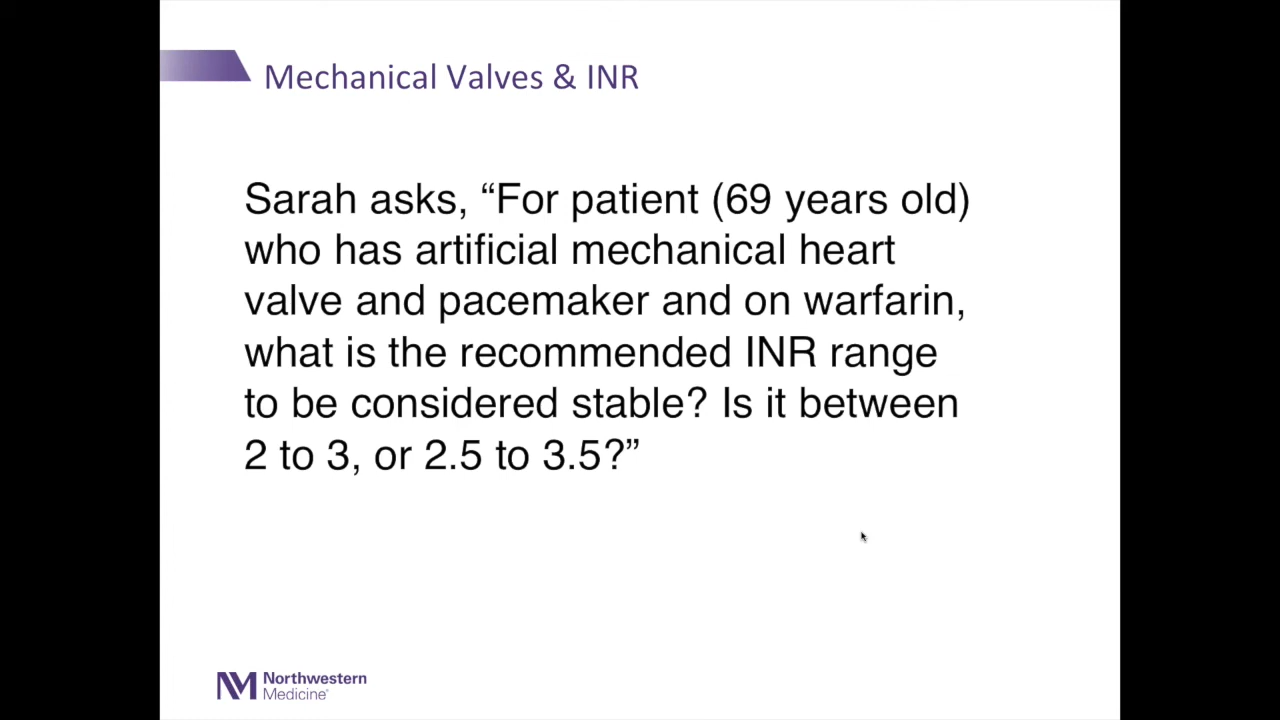 Mechanical Valves & INR
Sarah asks, “For patient (69 years old)
who has artificial mechanical heart
valve and pacemaker and on warfarin,
what is the recommended INR range
to be considered stable? Is it between
2 to 3, or 2.5 to 3.5?”
NM Northwestern
Medicine®